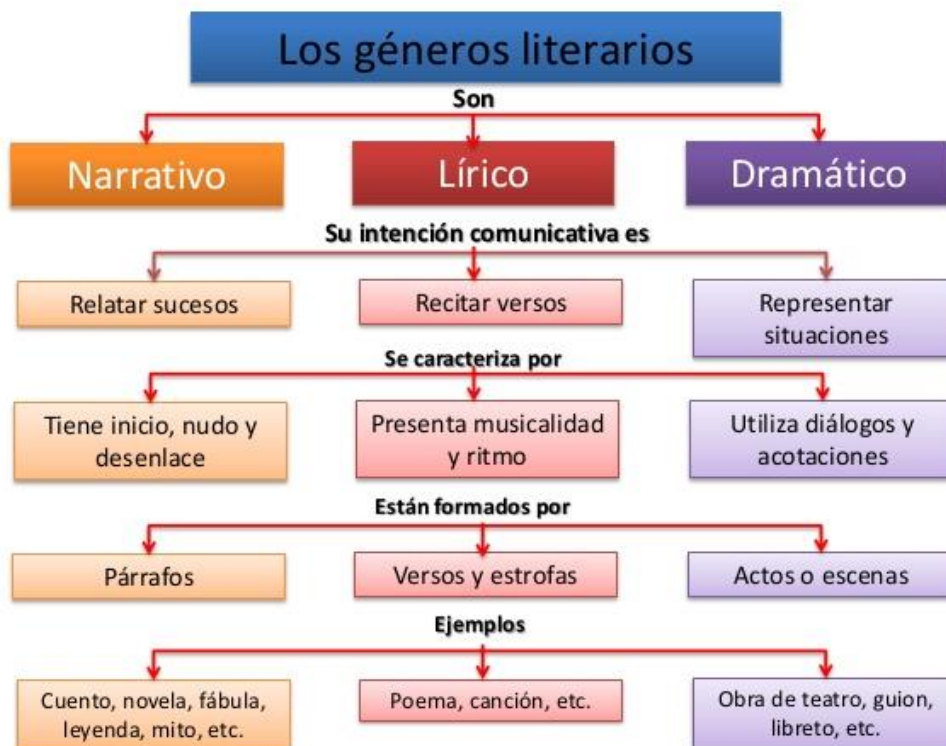 Los géneros literarios
Son
Narrativo
Lírico
Dramático
Su intención comunicativa es
Relatar sucesos
Recitar versos
Representar
situaciones
Se caracteriza por
Tiene inicio, nudo y
desenlace
Presenta musicalidad
y ritmo
Utiliza diálogos y
acotaciones
Están formados por
Párrafos
Versos y estrofas
Actos o escenas
Ejemplos
Cuento, novela, fábula,
leyenda, mito, etc.
Poema, canción, etc.
Obra de teatro, guion,
libreto, etc.